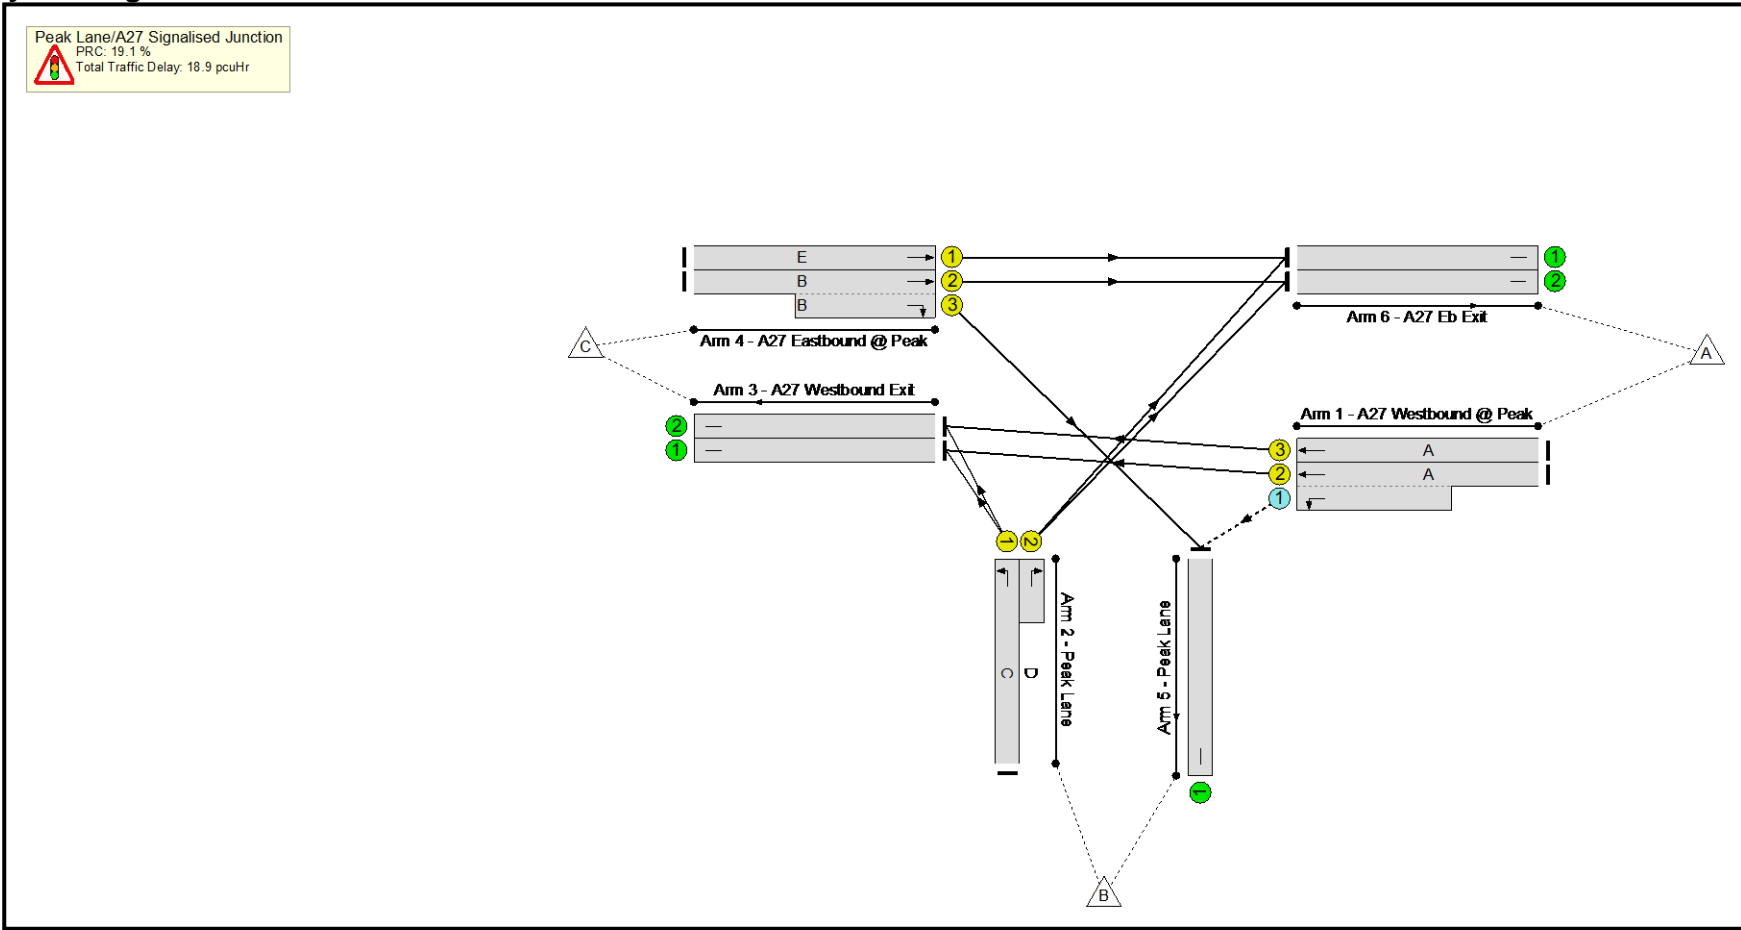 Peak Lane/A27 Signalised Junction
PRC: 19.1 %
Total Traffic Delay: 18.9 pcuHr
E
1
1
B
2
2
B
3
Arm 6 - A27 Eb Exit
Arm 4 - A27 Eastbound @ Peak
C
A
Arm 3 - A27 Westbound Exit
Arm 1 - A27 Westbound @ Peak
2
3
A
1
2
A
1
1
2
Arm 2 - Peak Lane
Arm 5 - Peak Lane
C
D
1
B